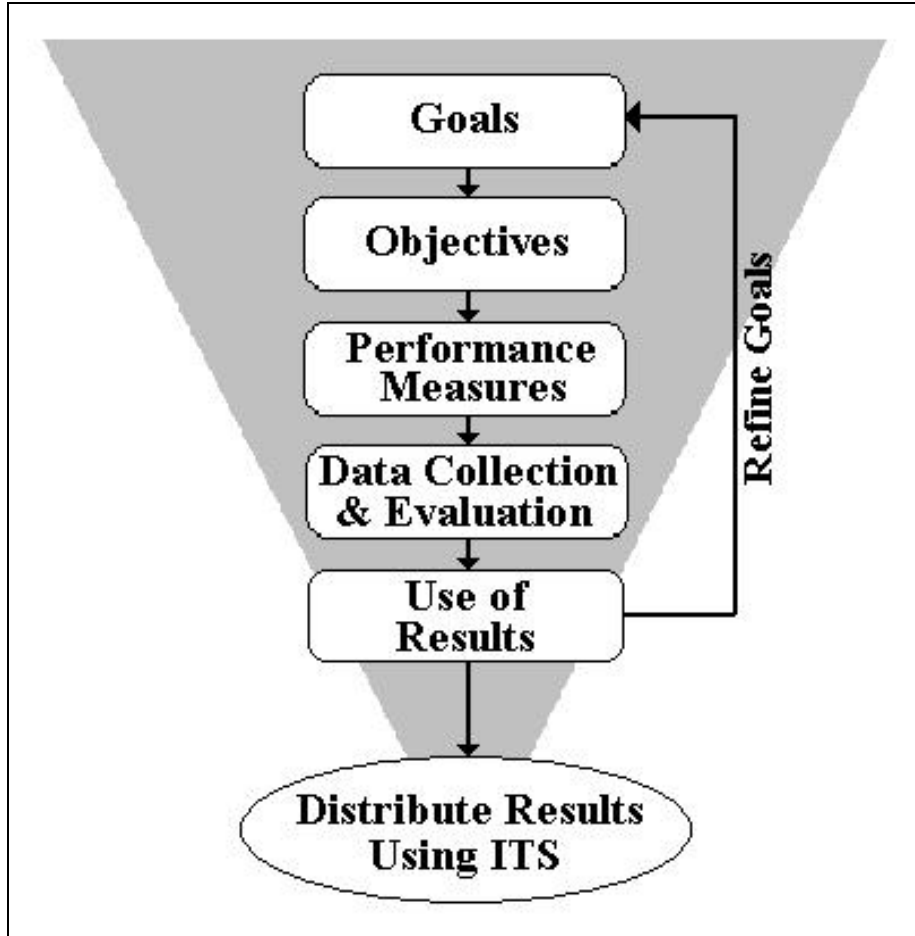 Goals
Objectives
Performance
Measures
Data Collection
& Evaluation
Use of
Results
Refine Goals
Distribute Results
Using ITS